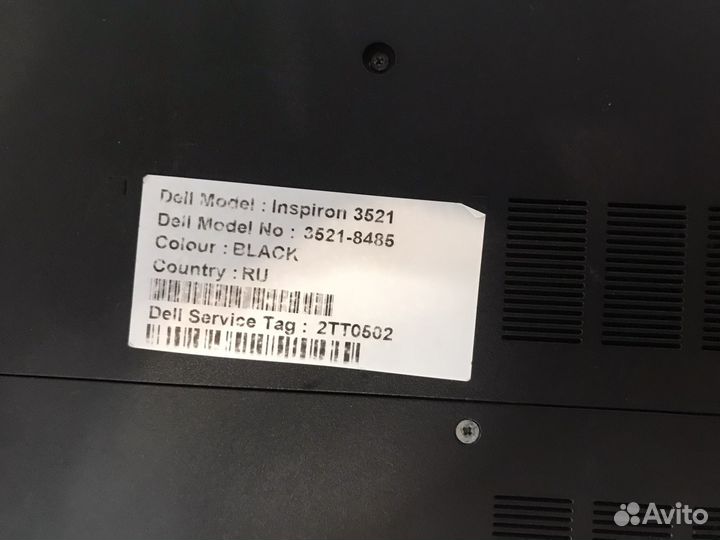 Dell Model : Inspiron 3521
Dell Model No : 3521-8485
Colour : BLACK
Country : RU
Dell Service Tag : 2TT0502
Avito